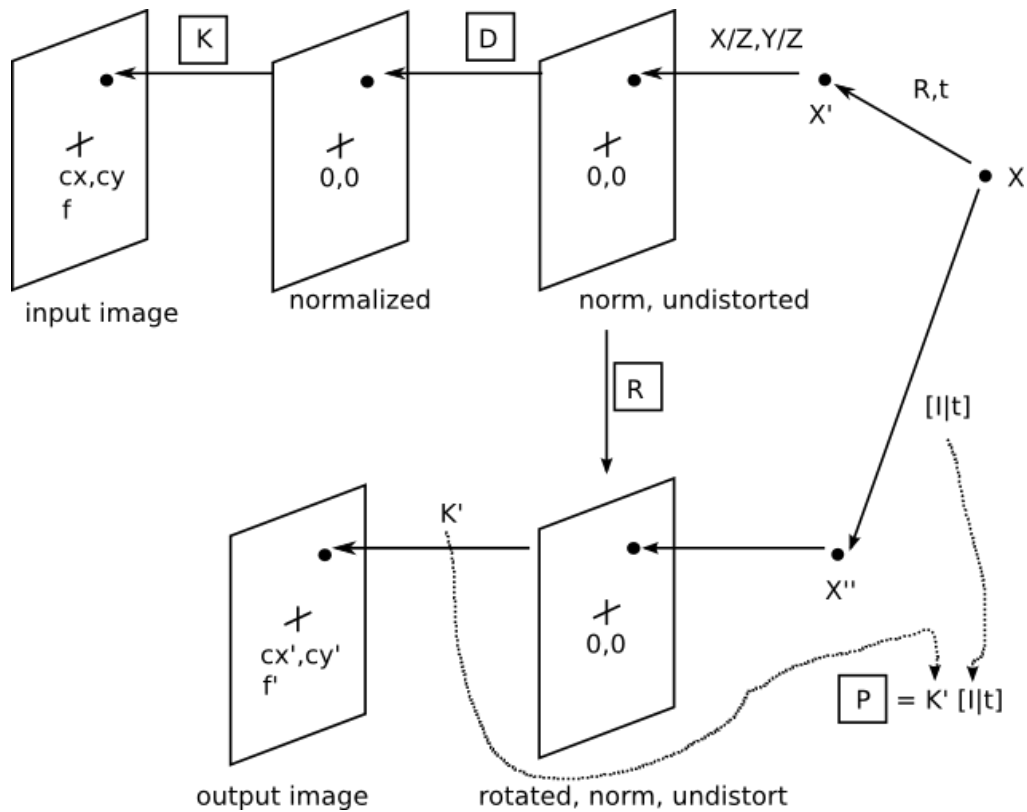 K
D
X/Z,Y/Z
R,t
X'
X
cx,cy
f
0,0
0,0
input image
normalized
norm, undistorted
R
[I|t]
K'
X''
cx',cy'
f'
0,0
P = K' [I|t]
output image
rotated, norm, undistort